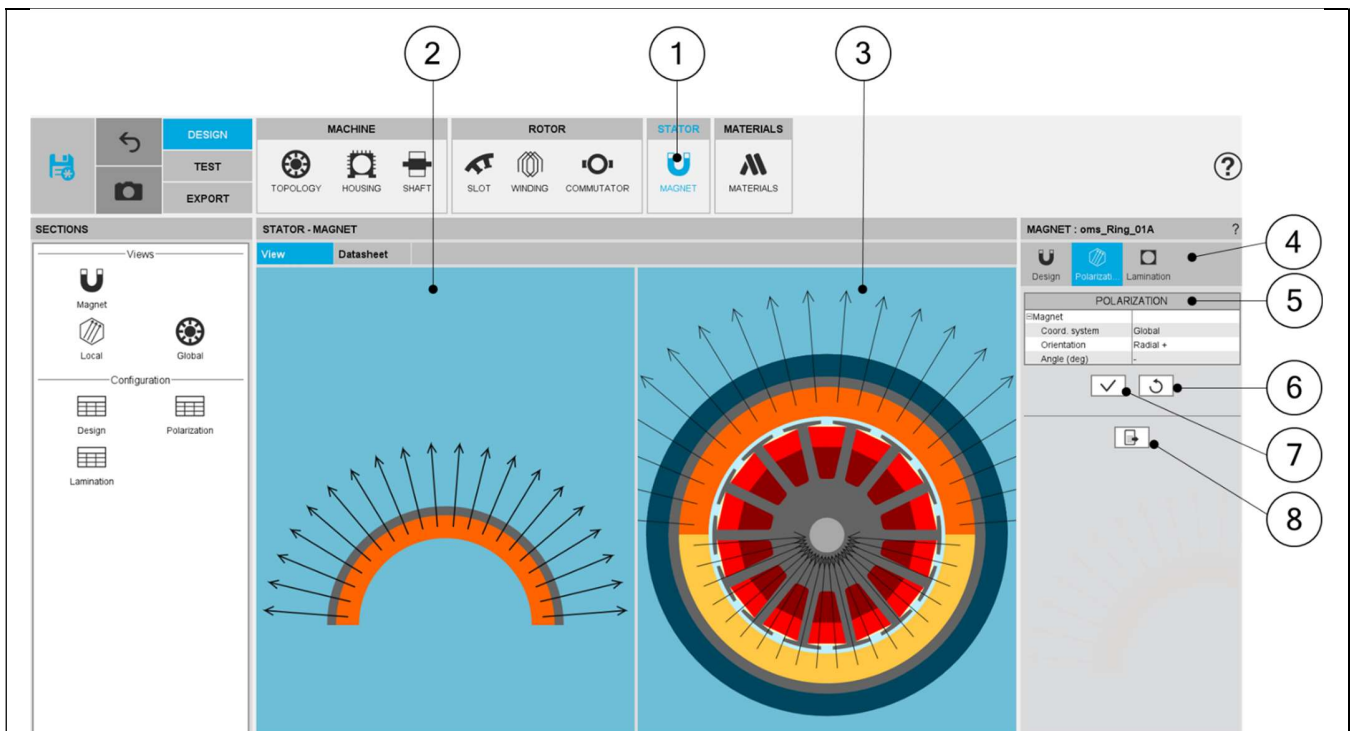 2 1 3
DESIGN MACHINE ROTOR STATOR MATERIALS
TEST
TOPOLOGY HOUSING SHAFT SLOT WINDING COMMUTATOR MAGNET MATERIALS
?
EXPORT
SECTIONS STATOR - MAGNET MAGNET : oms_Ring_01A ?
4
Views View Datasheet
Design Polarizati... Lamination
Magnet
5
POLARIZATION
Magnet
Coord. system Global
Orientation Radial +
Angle (deg) -
Local Global
Configuration
6
Design Polarization
7
Lamination
8